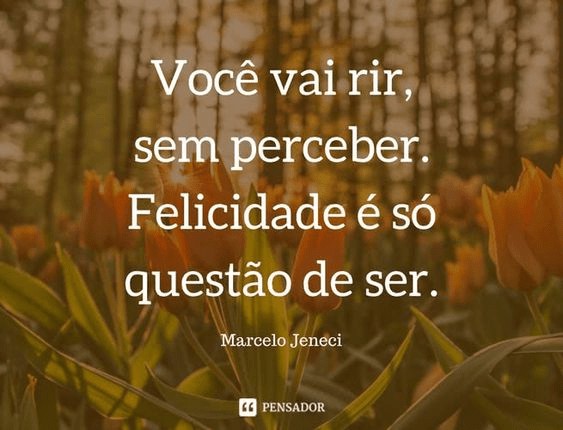 Você vai rir,
sem perceber.
Felicidade é só
questão de ser.
Marcelo Jeneci
PENSADOR